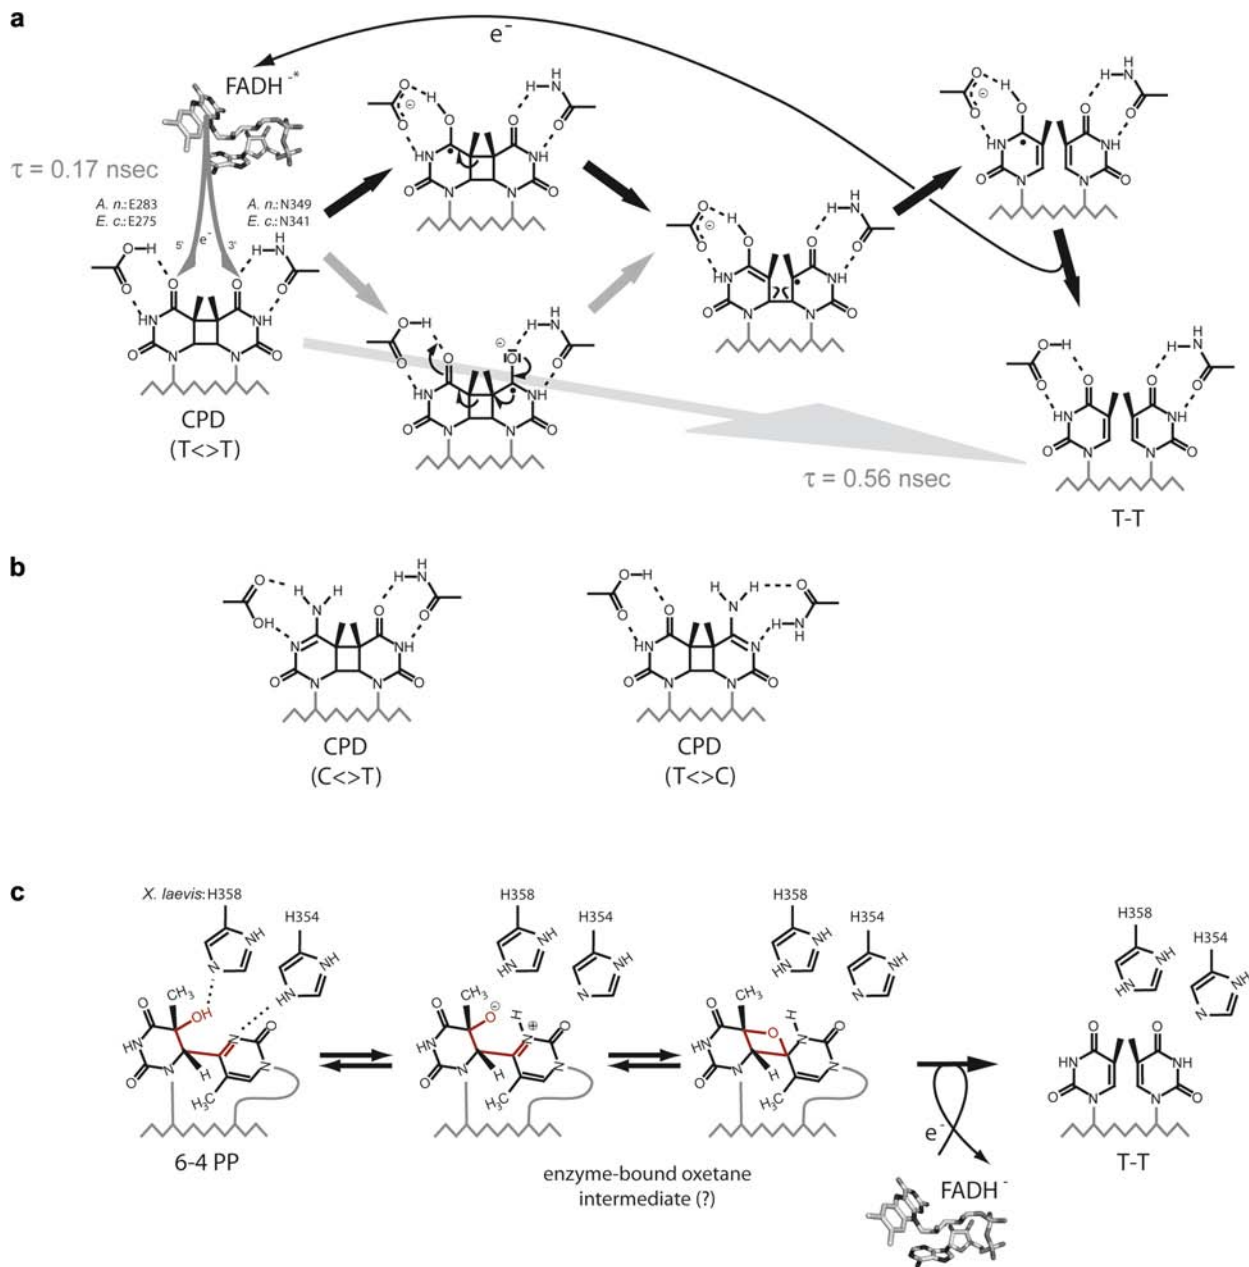 a
e-
FADH-*
τ = 0.17 nsec
A. n.:E283
E. c.:E275
A. n.:N349
E. c.:N341
5'
e-
3'
CPD
(T<>T)
τ = 0.56 nsec
T-T
b
CPD
(C<>T)
CPD
(T<>C)
c
X. laevis:H358
H354
H358
H354
H358
H354
H358
H354
6-4 PP
enzyme-bound oxetane
intermediate (?)
e-
FADH-
T-T